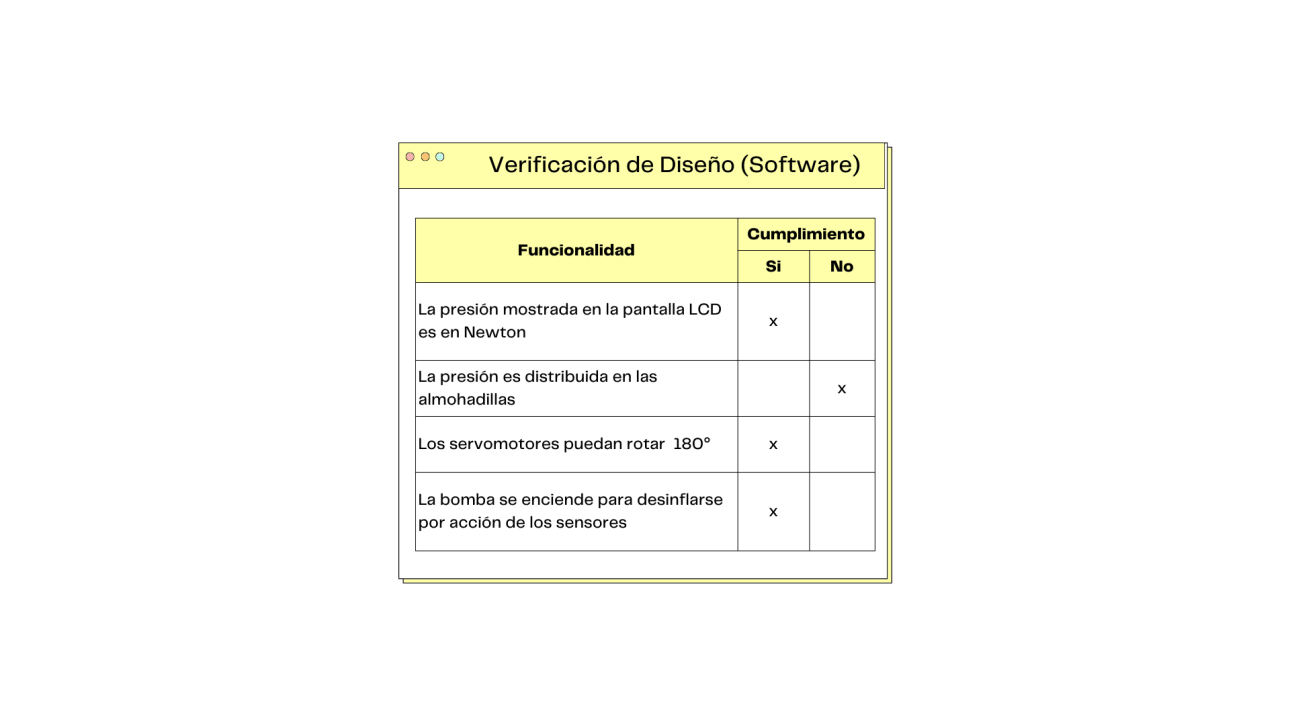 Verificación de Diseño (Software)
Funcionalidad
Cumplimiento
Si
No
La presión mostrada en la pantalla LCD
es en Newton
x
La presión es distribuida en las
almohadillas
x
Los servomotores puedan rotar  180°
x
La bomba se enciende para desinflarse
por acción de los sensores
x